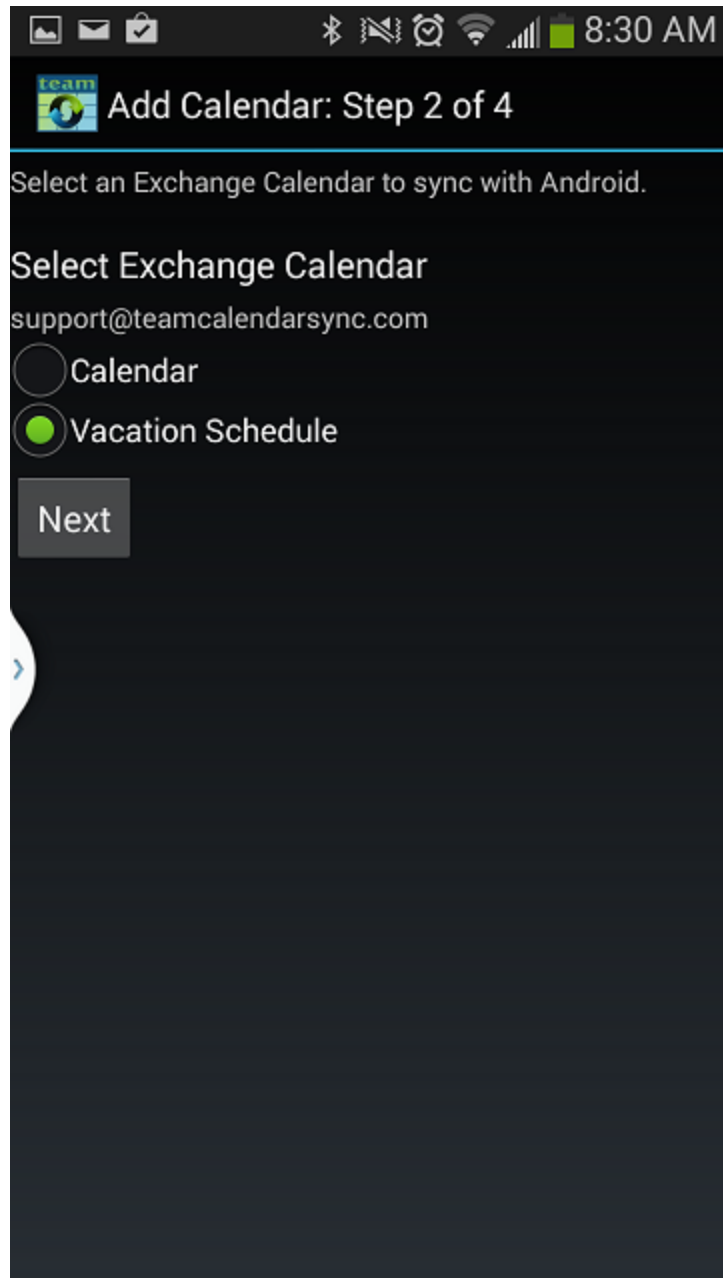 8:30 AM
team
Add Calendar: Step 2 of 4
Select an Exchange Calendar to sync with Android.
Select Exchange Calendar
support@teamcalendarsync.com
Calendar
Vacation Schedule
Next